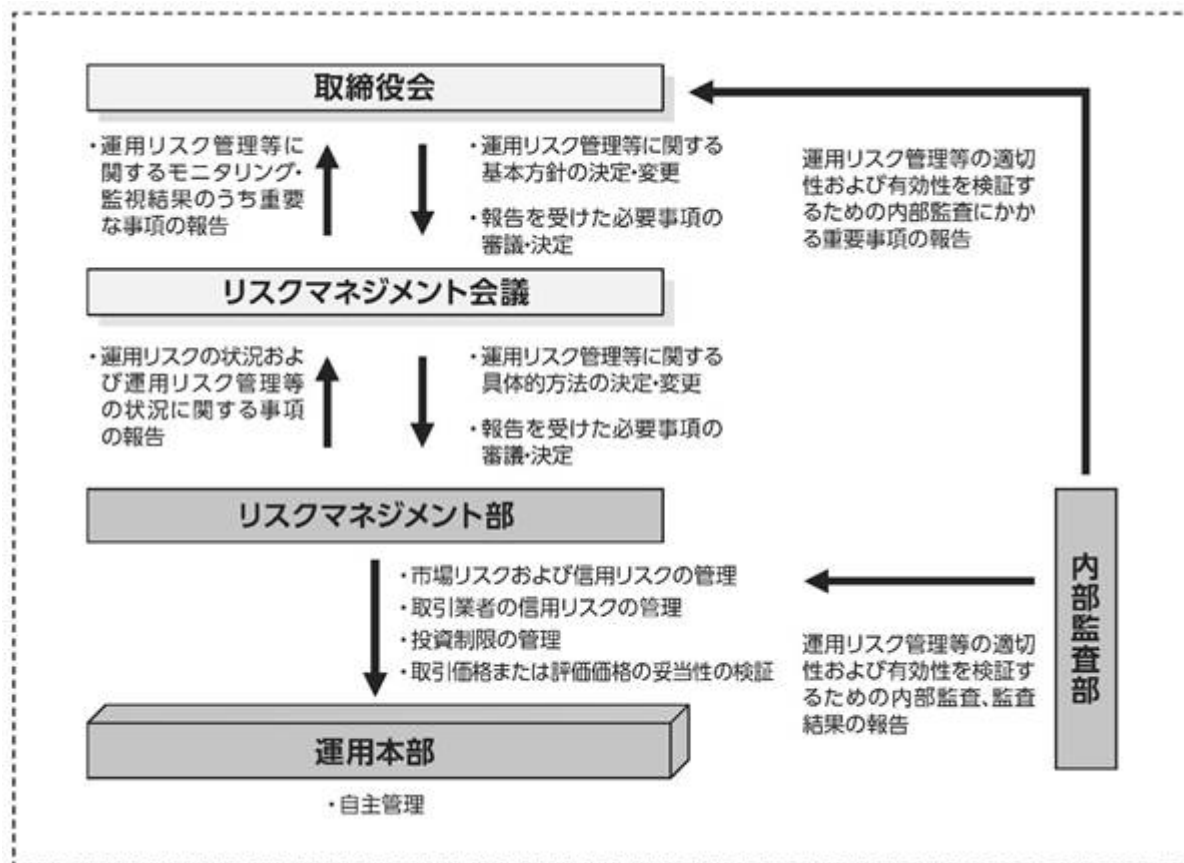 取締役会
・運用リスク管理等に
関するモニタリング・
監視結果のうち重要
な事項の報告
・運用リスク管理等に関する
基本方針の決定・変更
・報告を受けた必要事項の
審議・決定
運用リスク管理等の適切
性および有効性を検証す
るための内部監査にかか
る重要事項の報告
リスクマネジメント会議
・運用リスクの状況およ
び運用リスク管理等
の状況に関する事項
の報告
・運用リスク管理等に関する
具体的方法の決定・変更
・報告を受けた必要事項の
審議・決定
リスクマネジメント部
・市場リスクおよび信用リスクの管理
・取引業者の信用リスクの管理
・投資制限の管理
・取引価格または評価価格の妥当性の検証
内部監査部
運用リスク管理等の適切
性および有効性を検証す
るための内部監査、監査
結果の報告
運用本部
・自主管理